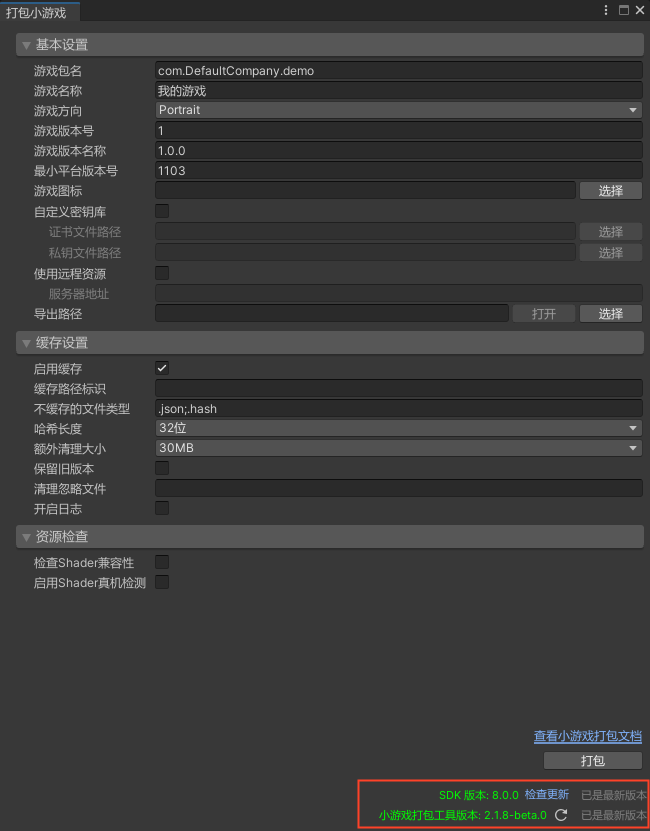 打包小游戏
基本设置
游戏包名 com.DefaultCompany.demo
游戏名称 我的游戏
游戏方向 Portrait
游戏版本号 1
游戏版本名称 1.0.0
最小平台版本号 1103
游戏图标 选择
自定义密钥库
证书文件路径 选择
私钥文件路径 选择
使用远程资源
服务器地址
导出路径 打开 选择
缓存设置
启用缓存
缓存路径标识
不缓存的文件类型 .json;.hash
哈希长度 32位
额外清理大小 30MB
保留旧版本
清理忽略文件
开启日志
资源检查
检查Shader兼容性
启用Shader真机检测
查看小游戏打包文档
打包
SDK 版本: 8.0.0 检查更新 已是最新版本
小游戏打包工具版本: 2.1.8-beta.0 已是最新版本